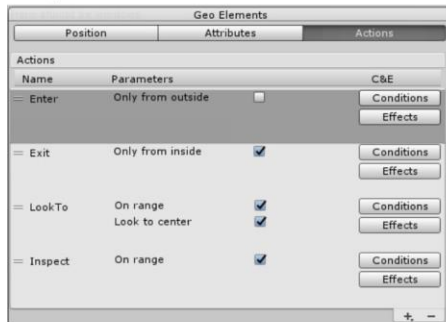 Geo Elements
Position Attributes Actions
Actions
Name Parameters C&E
Enter Only from outside Conditions
Effects
Exit Only from inside Conditions
Effects
LookTo On range Conditions
Look to center Effects
Inspect On range Conditions
Effects
+ -